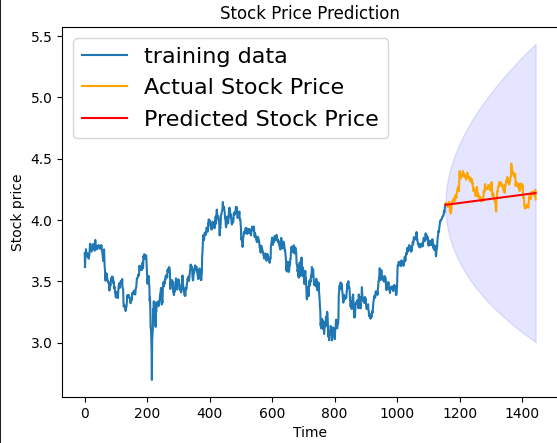 Stock Price Prediction
training data
Actual Stock Price
Predicted Stock Price
5.5
5.0
4.5
4.0
3.5
3.0
Stock price
0 200 400 600 800 1000 1200 1400
Time